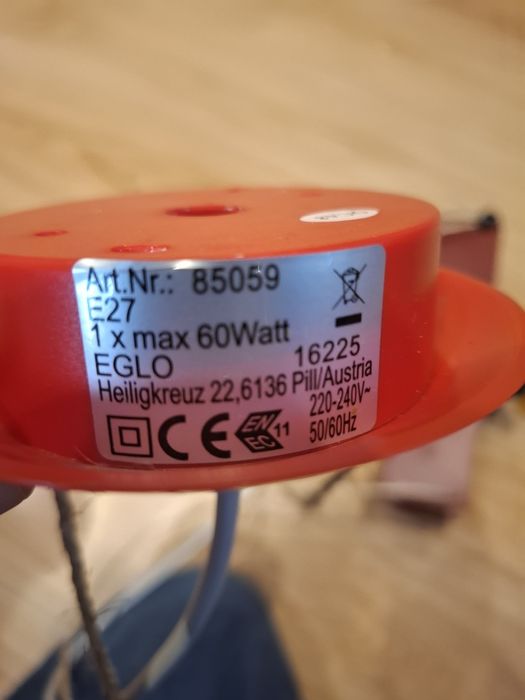 Art.Nr.: 85059
E27
1 x max 60Watt
EGLO 16225
Heiligkreuz 22,6136 Pill/Austria
220-240V~
CE EN EC 11 50/60Hz